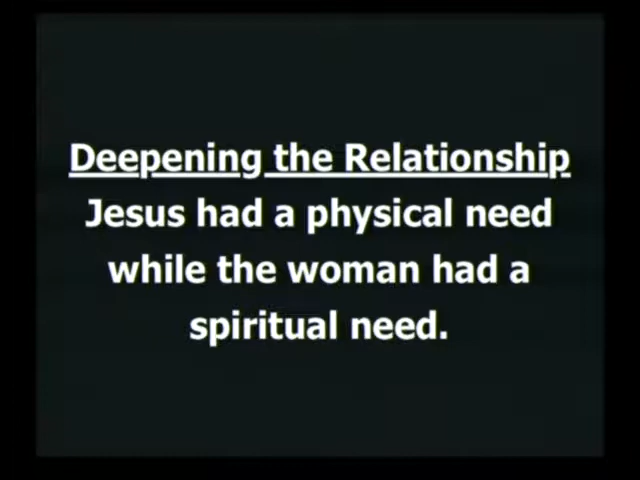 Deepening the Relationship
Jesus had a physical need
while the woman had a
spiritual need.